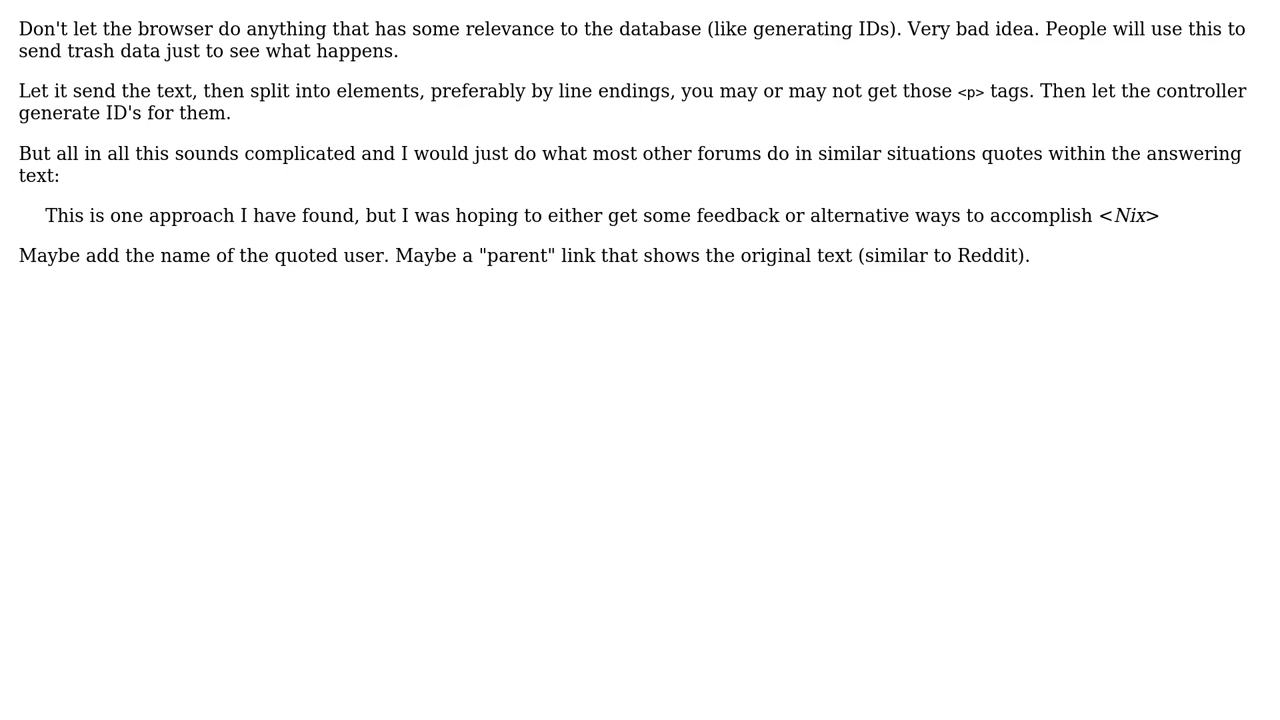 Don't let the browser do anything that has some relevance to the database (like generating IDs). Very bad idea. People will use this to
send trash data just to see what happens.
Let it send the text, then split into elements, preferably by line endings, you may or may not get those <p> tags. Then let the controller
generate ID's for them.
But all in all this sounds complicated and I would just do what most other forums do in similar situations quotes within the answering
text:
This is one approach I have found, but I was hoping to either get some feedback or alternative ways to accomplish <Nix>
Maybe add the name of the quoted user. Maybe a "parent" link that shows the original text (similar to Reddit).